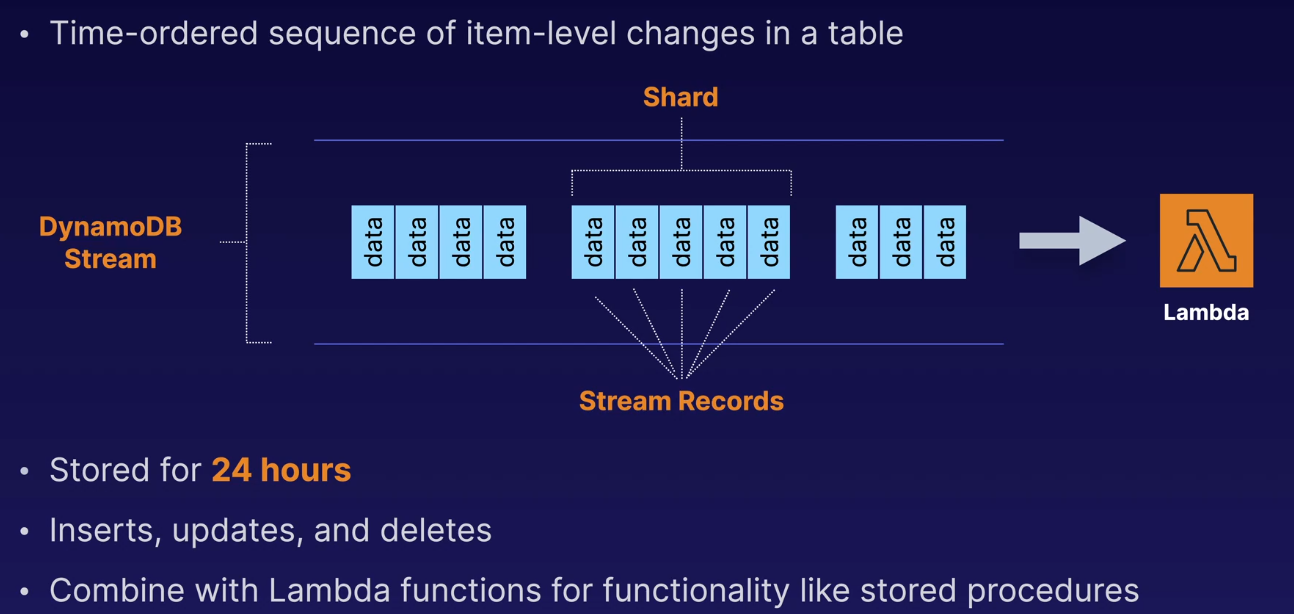 • Time-ordered sequence of item-level changes in a table
Shard
DynamoDB
Stream
data data data data data data data data data data data data
Lambda
Stream Records
• Stored for 24 hours
• Inserts, updates, and deletes
• Combine with Lambda functions for functionality like stored procedures